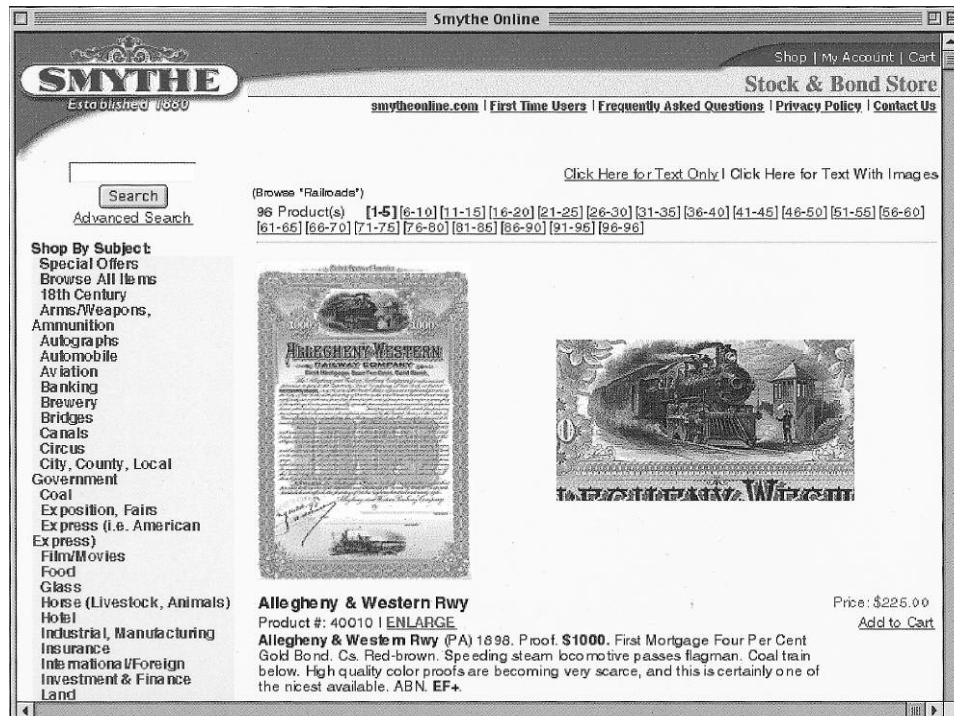 Smythe Online
SMYTHE
Established 1880
Shop | My Account | Cart
Stock & Bond Store
smytheonline.com | First Time Users | Frequently Asked Questions | Privacy Policy | Contact Us
Search
Advanced Search
Click Here for Text Only | Click Here for Text With Images
(Browse "Railroads")
96 Product(s) [1-5] [6-10] [11-15] [16-20] [21-25] [26-30] [31-35] [36-40] [41-45] [46-50] [51-55] [56-60]
[61-65] [66-70] [71-75] [76-80] [81-85] [86-90] [91-95] [96-96]
Shop By Subject:
Special Offers
Browse All Items
18th Century
Arms/Weapons,
Ammunition
Autographs
Automobile
Aviation
Banking
Brewery
Bridges
Canals
Circus
City, County, Local
Government
Coal
Exposition, Fairs
Express (i.e. American
Express)
Film/Movies
Food
Glass
Horse (Livestock, Animals)
Hotel
Industrial, Manufacturing
Insurance
International/Foreign
Investment & Finance
Land
1000 1000
ALLEGHENY WESTERN
RAILWAY COMPANY
First Mortgage Four Per Cent. Gold Bond.
Allegheny & Western Rwy
Price: $225.00
Product #: 40010 | ENLARGE
Add to Cart
Allegheny & Western Rwy (PA) 1898. Proof. $1000. First Mortgage Four Per Cent
Gold Bond. Cs. Red-brown. Speeding steam locomotive passes flagman. Coal train
below. High quality color proofs are becoming very scarce, and this is certainly one of
the nicest available. ABN. EF+.